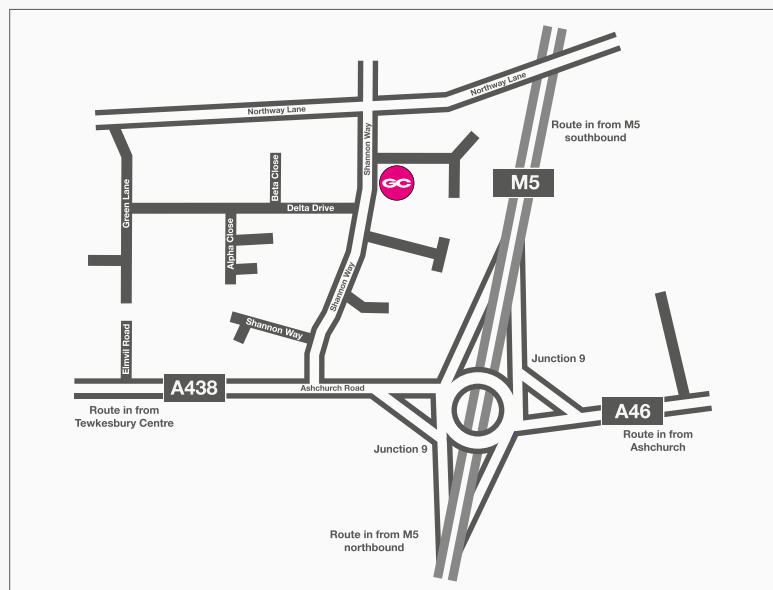 Northway Lane
Northway Lane
Route in from M5
southbound
Shannon Way
Beta Close
GC
M5
Green Lane
Delta Drive
Alpha Close
Shannon Way
Shannon Way
Elmvil Road
Junction 9
A438
Ashchurch Road
A46
Route in from
Tewkesbury Centre
Route in from
Ashchurch
Junction 9
Route in from M5
northbound